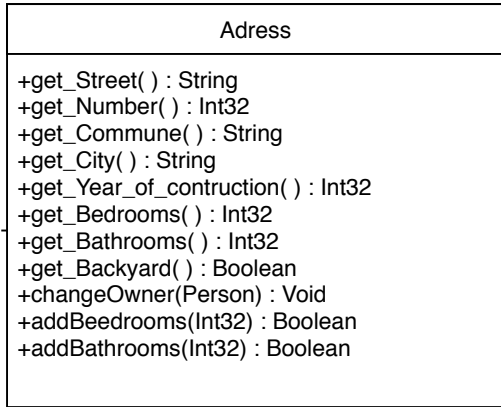 Adress
+get_Street( ) : String
+get_Number( ) : Int32
+get_Commune( ) : String
+get_City( ) : String
+get_Year_of_contruction( ) : Int32
+get_Bedrooms( ) : Int32
+get_Bathrooms( ) : Int32
+get_Backyard( ) : Boolean
+changeOwner(Person) : Void
+addBeedrooms(Int32) : Boolean
+addBathrooms(Int32) : Boolean